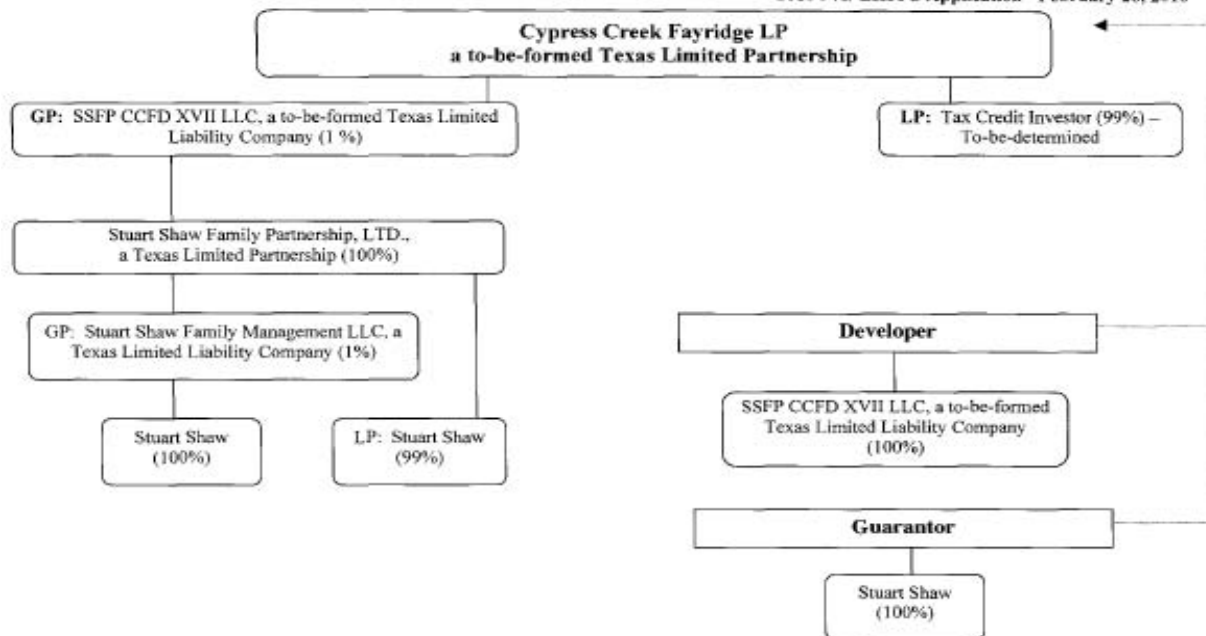 Cypress Creek Fayridge LP
a to-be-formed Texas Limited Partnership
GP: SSFP CCFD XVII LLC, a to-be-formed Texas Limited
Liability Company (1 %)
LP: Tax Credit Investor (99%) –
To-be-determined
Stuart Shaw Family Partnership, LTD.,
a Texas Limited Partnership (100%)
GP: Stuart Shaw Family Management LLC, a
Texas Limited Liability Company (1%)
Stuart Shaw
(100%)
LP: Stuart Shaw
(99%)
Developer
SSFP CCFD XVII LLC, a to-be-formed
Texas Limited Liability Company
(100%)
Guarantor
Stuart Shaw
(100%)